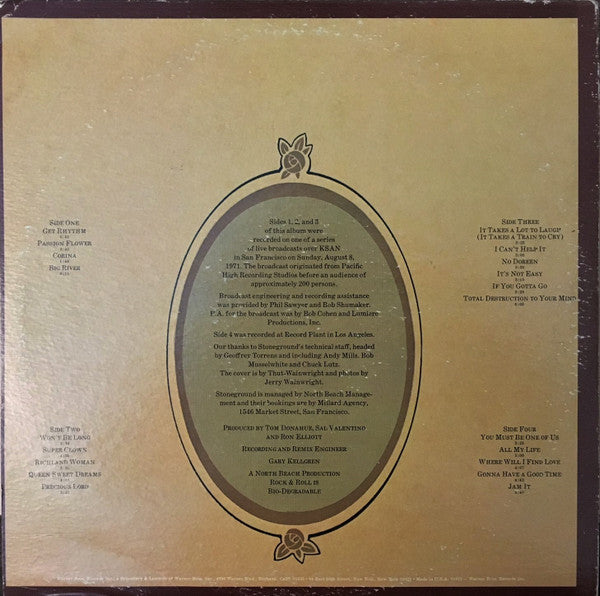 SIDE ONE
GET RHYTHM
PASSION FLOWER
CORINA
BIG RIVER
SIDE TWO
WON'T BE LONG
SUPER CLOWN
RICHLAND WOMAN
QUEEN SWEET DREAMS
PRECIOUS LORD
Sides 1, 2, and 3
of this album were
recorded on one of a series
of live broadcasts over KSAN
in San Francisco on Sunday, August 8,
1971. The broadcast originated from Pacific
High Recording Studios before an audience of
approximately 200 persons.
Broadcast engineering and recording assistance
was provided by Phil Sawyer and Bob Shumaker.
P.A. for the broadcast was by Bob Cohen and Lumiere
Productions, Inc.
Side 4 was recorded at Record Plant in Los Angeles.
Our thanks to Stoneground's technical staff, headed
by Geoffrey Torrens and including Andy Mills, Bob
Musselwhite and Chuck Lutz.
The cover is by Thut-Wainwright and photos by
Jerry Wainwright.
Stoneground is managed by North Beach Manage-
ment and their bookings are by Millard Agency,
1546 Market Street, San Francisco.
PRODUCED BY TOM DONAHUE, SAL VALENTINO
AND RON ELLIOTT
RECORDING AND REMIX ENGINEER
GARY KELLGREN
A NORTH BEACH PRODUCTION
ROCK & ROLL IS
BIO-DEGRADABLE
SIDE THREE
IT TAKES A LOT TO LAUGH
(IT TAKES A TRAIN TO CRY)
I CAN'T HELP IT
NO DOREEN
IT'S NOT EASY
IF YOU GOTTA GO
TOTAL DESTRUCTION TO YOUR MIND
SIDE FOUR
YOU MUST BE ONE OF US
ALL MY LIFE
WHERE WILL I FIND LOVE
GONNA HAVE A GOOD TIME
JAM IT